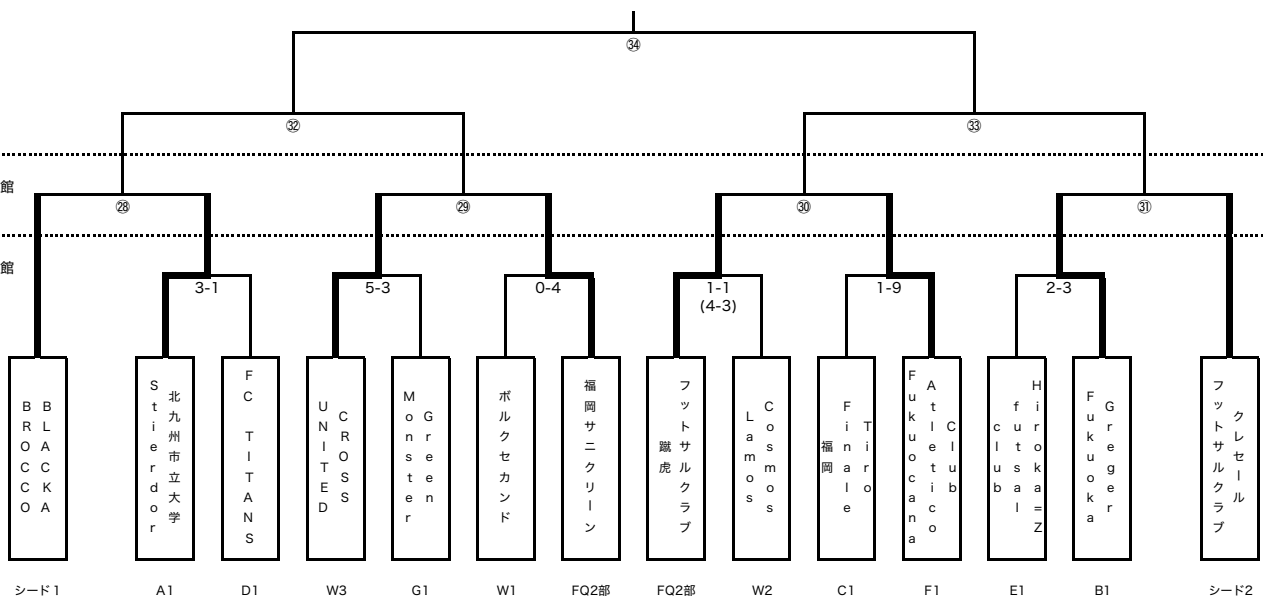 ㉞
㉜
㉝
館
㉘
㉙
㉚
㉛
館
3-1
5-3
0-4
1-1
(4-3)
1-9
2-3
BLACKA
BROCCO
北九州市立大学
Stierdor
FC TITANS
CROSS
UNITED
Green
Monster
ボルクセカンド
福岡サニクリーン
フットサルクラブ
蹴虎
Cosmos
Lamos
Tiro
Finale
福岡
Club
Atletico
Fukuocana
Hiroka=Z
futsal
club
Greger
Fukuoka
クレセール
フットサルクラブ
シード1
A1
D1
W3
G1
W1
FQ2部
FQ2部
W2
C1
F1
E1
B1
シード2